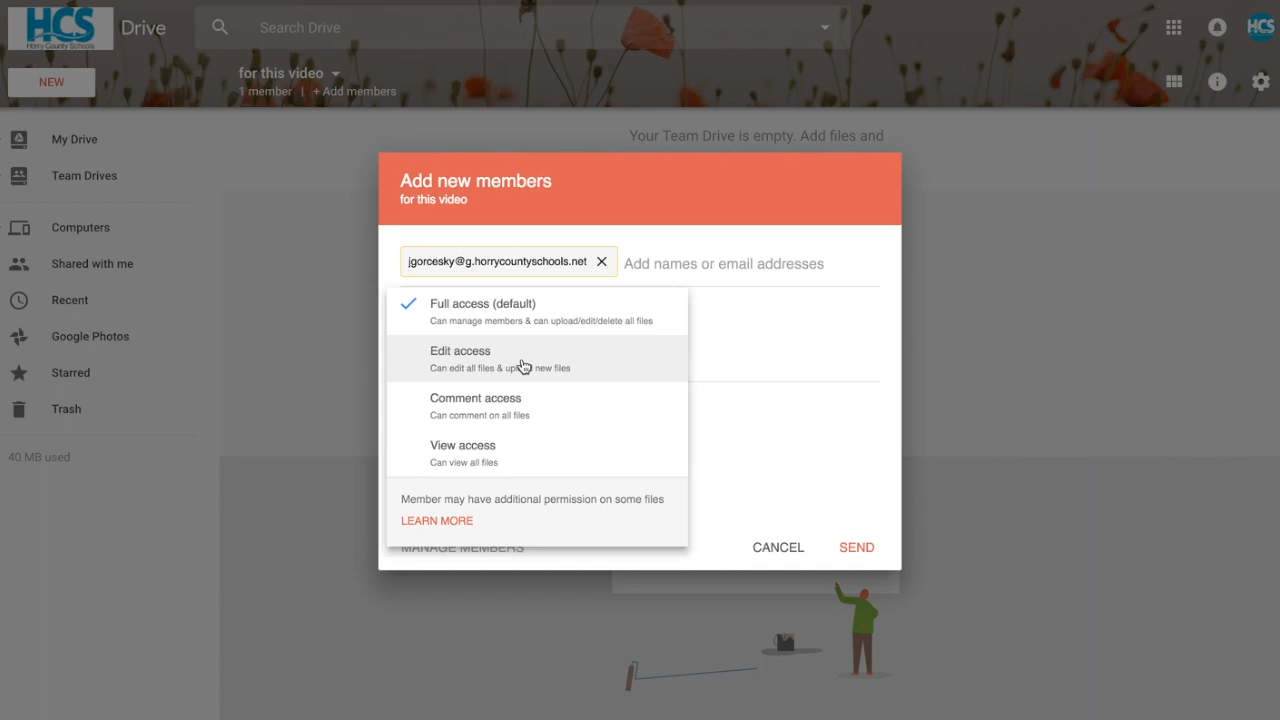 HCS
Horry County Schools
Drive
Search Drive
HCS
NEW
for this video
1 member | + Add members
My Drive
Team Drives
Computers
Shared with me
Recent
Google Photos
Starred
Trash
40 MB used
Your Team Drive is empty. Add files and
Add new members
for this video
jgorcesky@g.horrycountyschools.net
Add names or email addresses
Full access (default)
Can manage members & can upload/edit/delete all files
Edit access
Can edit all files & upload new files
Comment access
Can comment on all files
View access
Can view all files
Member may have additional permission on some files
LEARN MORE
MANAGE MEMBERS
CANCEL
SEND